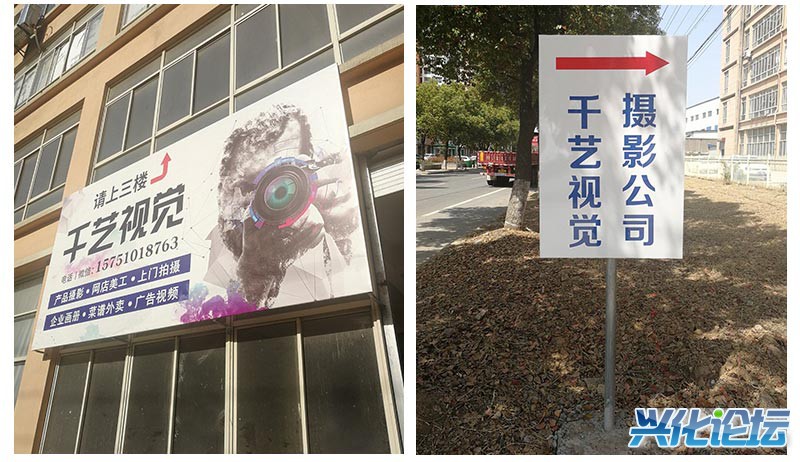 请上三楼
千艺视觉
电话/微信:15751018763
产品摄影·网店美工·上门拍摄
企业画册·菜谱外卖·广告视频
摄影公司
千艺视觉
兴化论坛